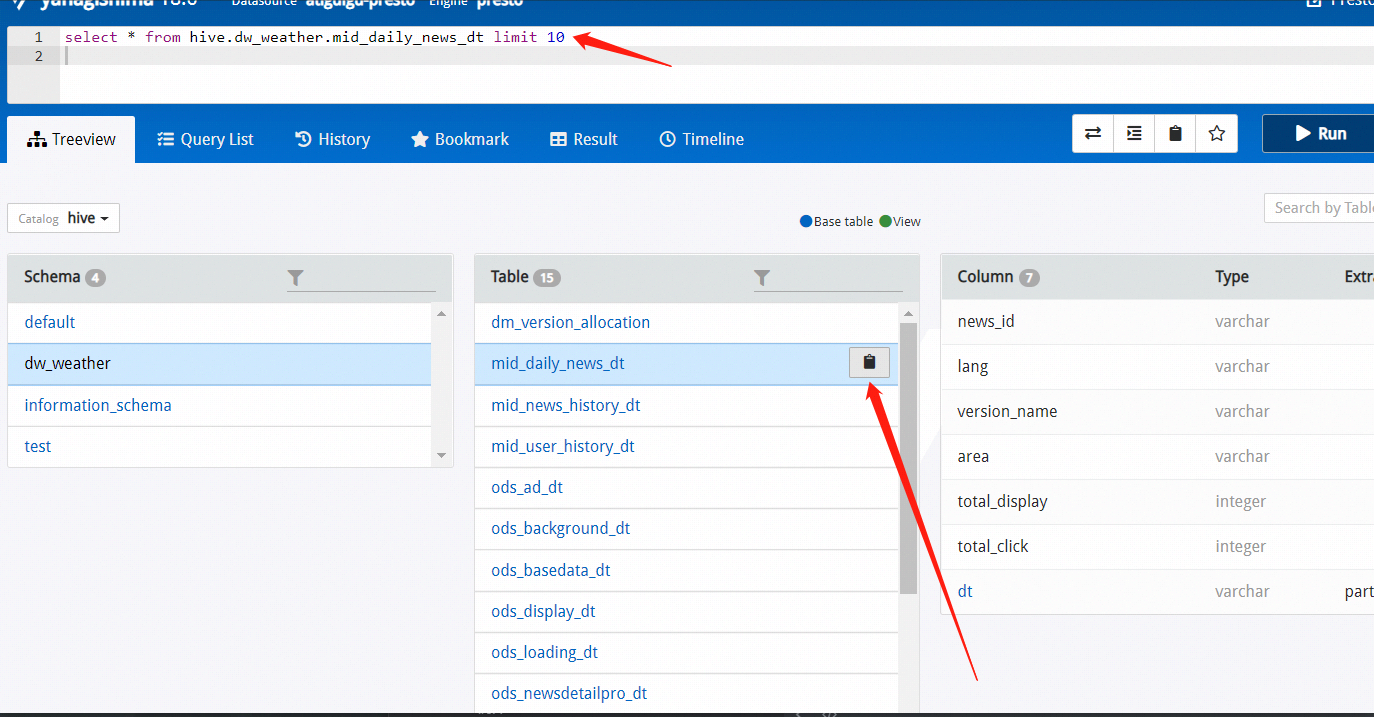 yanagishima 18.0 Datasource atiguigu-presto Engine presto
1 select * from hive.dw_weather.mid_daily_news_dt limit 10
2
Treeview Query List History Bookmark Result Timeline Run
Catalog hive Base table View Search by
Schema 4 Table 15 Column 7 Type
default dm_version_allocation news_id varchar
dw_weather mid_daily_news_dt lang varchar
information_schema mid_news_history_dt version_name varchar
test mid_user_history_dt area varchar
ods_ad_dt total_display integer
ods_background_dt total_click integer
ods_basedata_dt dt varchar part
ods_display_dt
ods_loading_dt
ods_newsdetailpro_dt